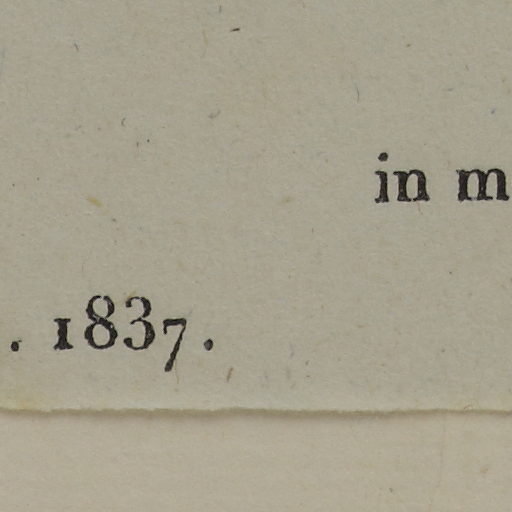 in m
. 1837.